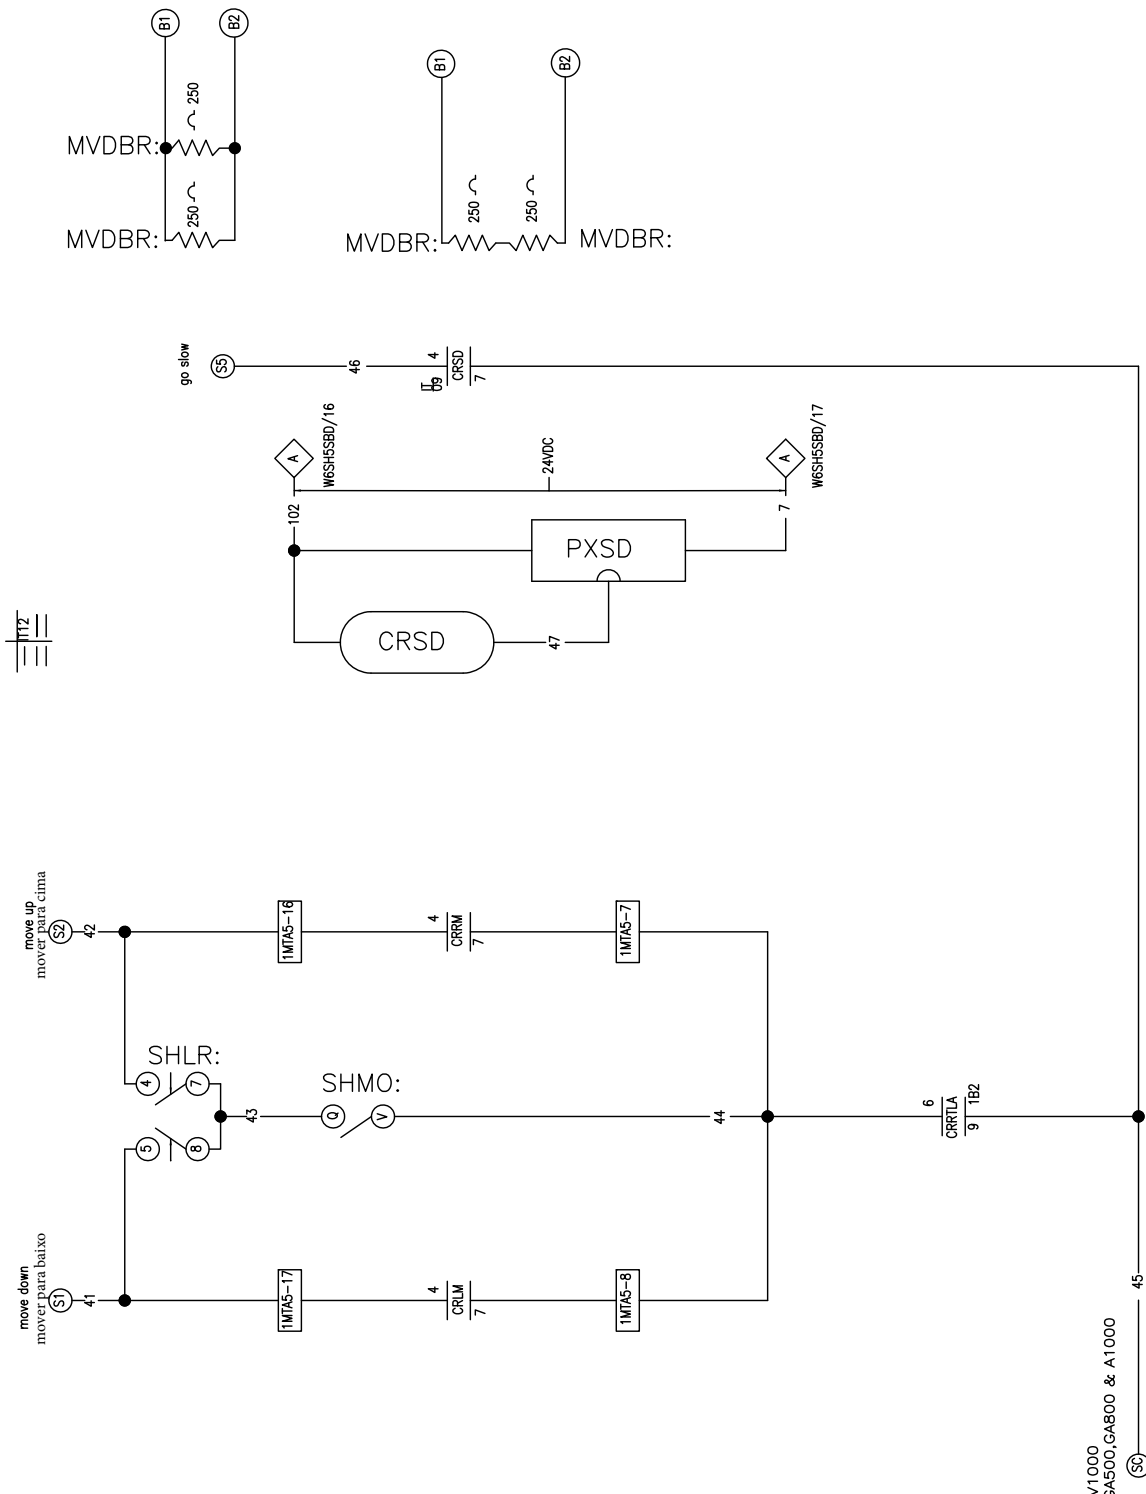 B1
B2
B1
B2
250
MVDBR:
250
MVDBR:
250
250
MVDBR:
MVDBR:
go slow
S5
46
4
CRSD
7
09
A
W6SH5SBD/16
102
24VDC
A
W6SH5SBD/17
7
PXSD
CRSD
47
IT12
move up
mover para cima
S2
42
1MTA5-16
4
CRRM
7
1MTA5-7
SHLR:
4
7
5
8
43
SHMO:
Q
V
44
6
CRRTLA
9
1B2
move down
mover para baixo
S1
41
1MTA5-17
4
CRLM
7
1MTA5-8
45
V1000
GA500,GA800 & A1000
SC